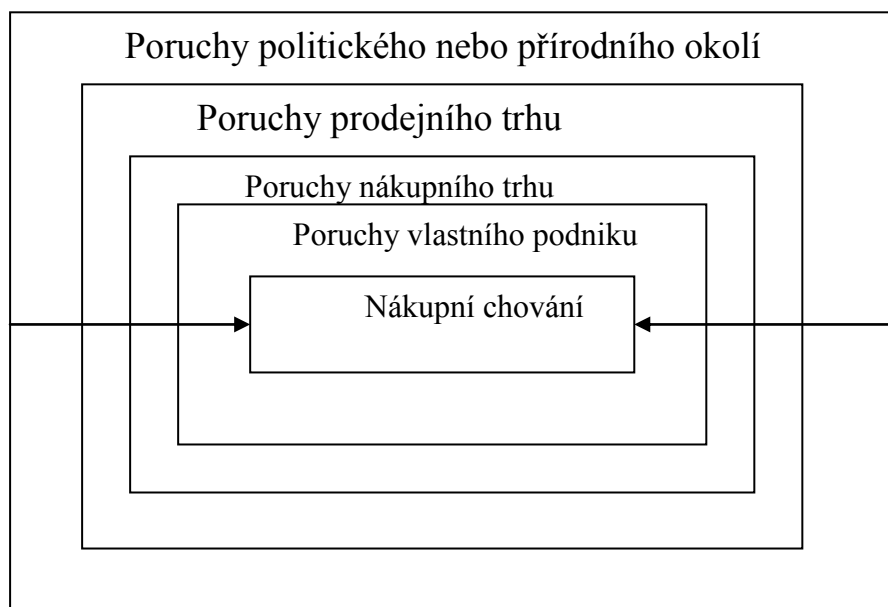 Poruchy politického nebo přírodního okolí
Poruchy prodejního trhu
Poruchy nákupního trhu
Poruchy vlastního podniku
Nákupní chování